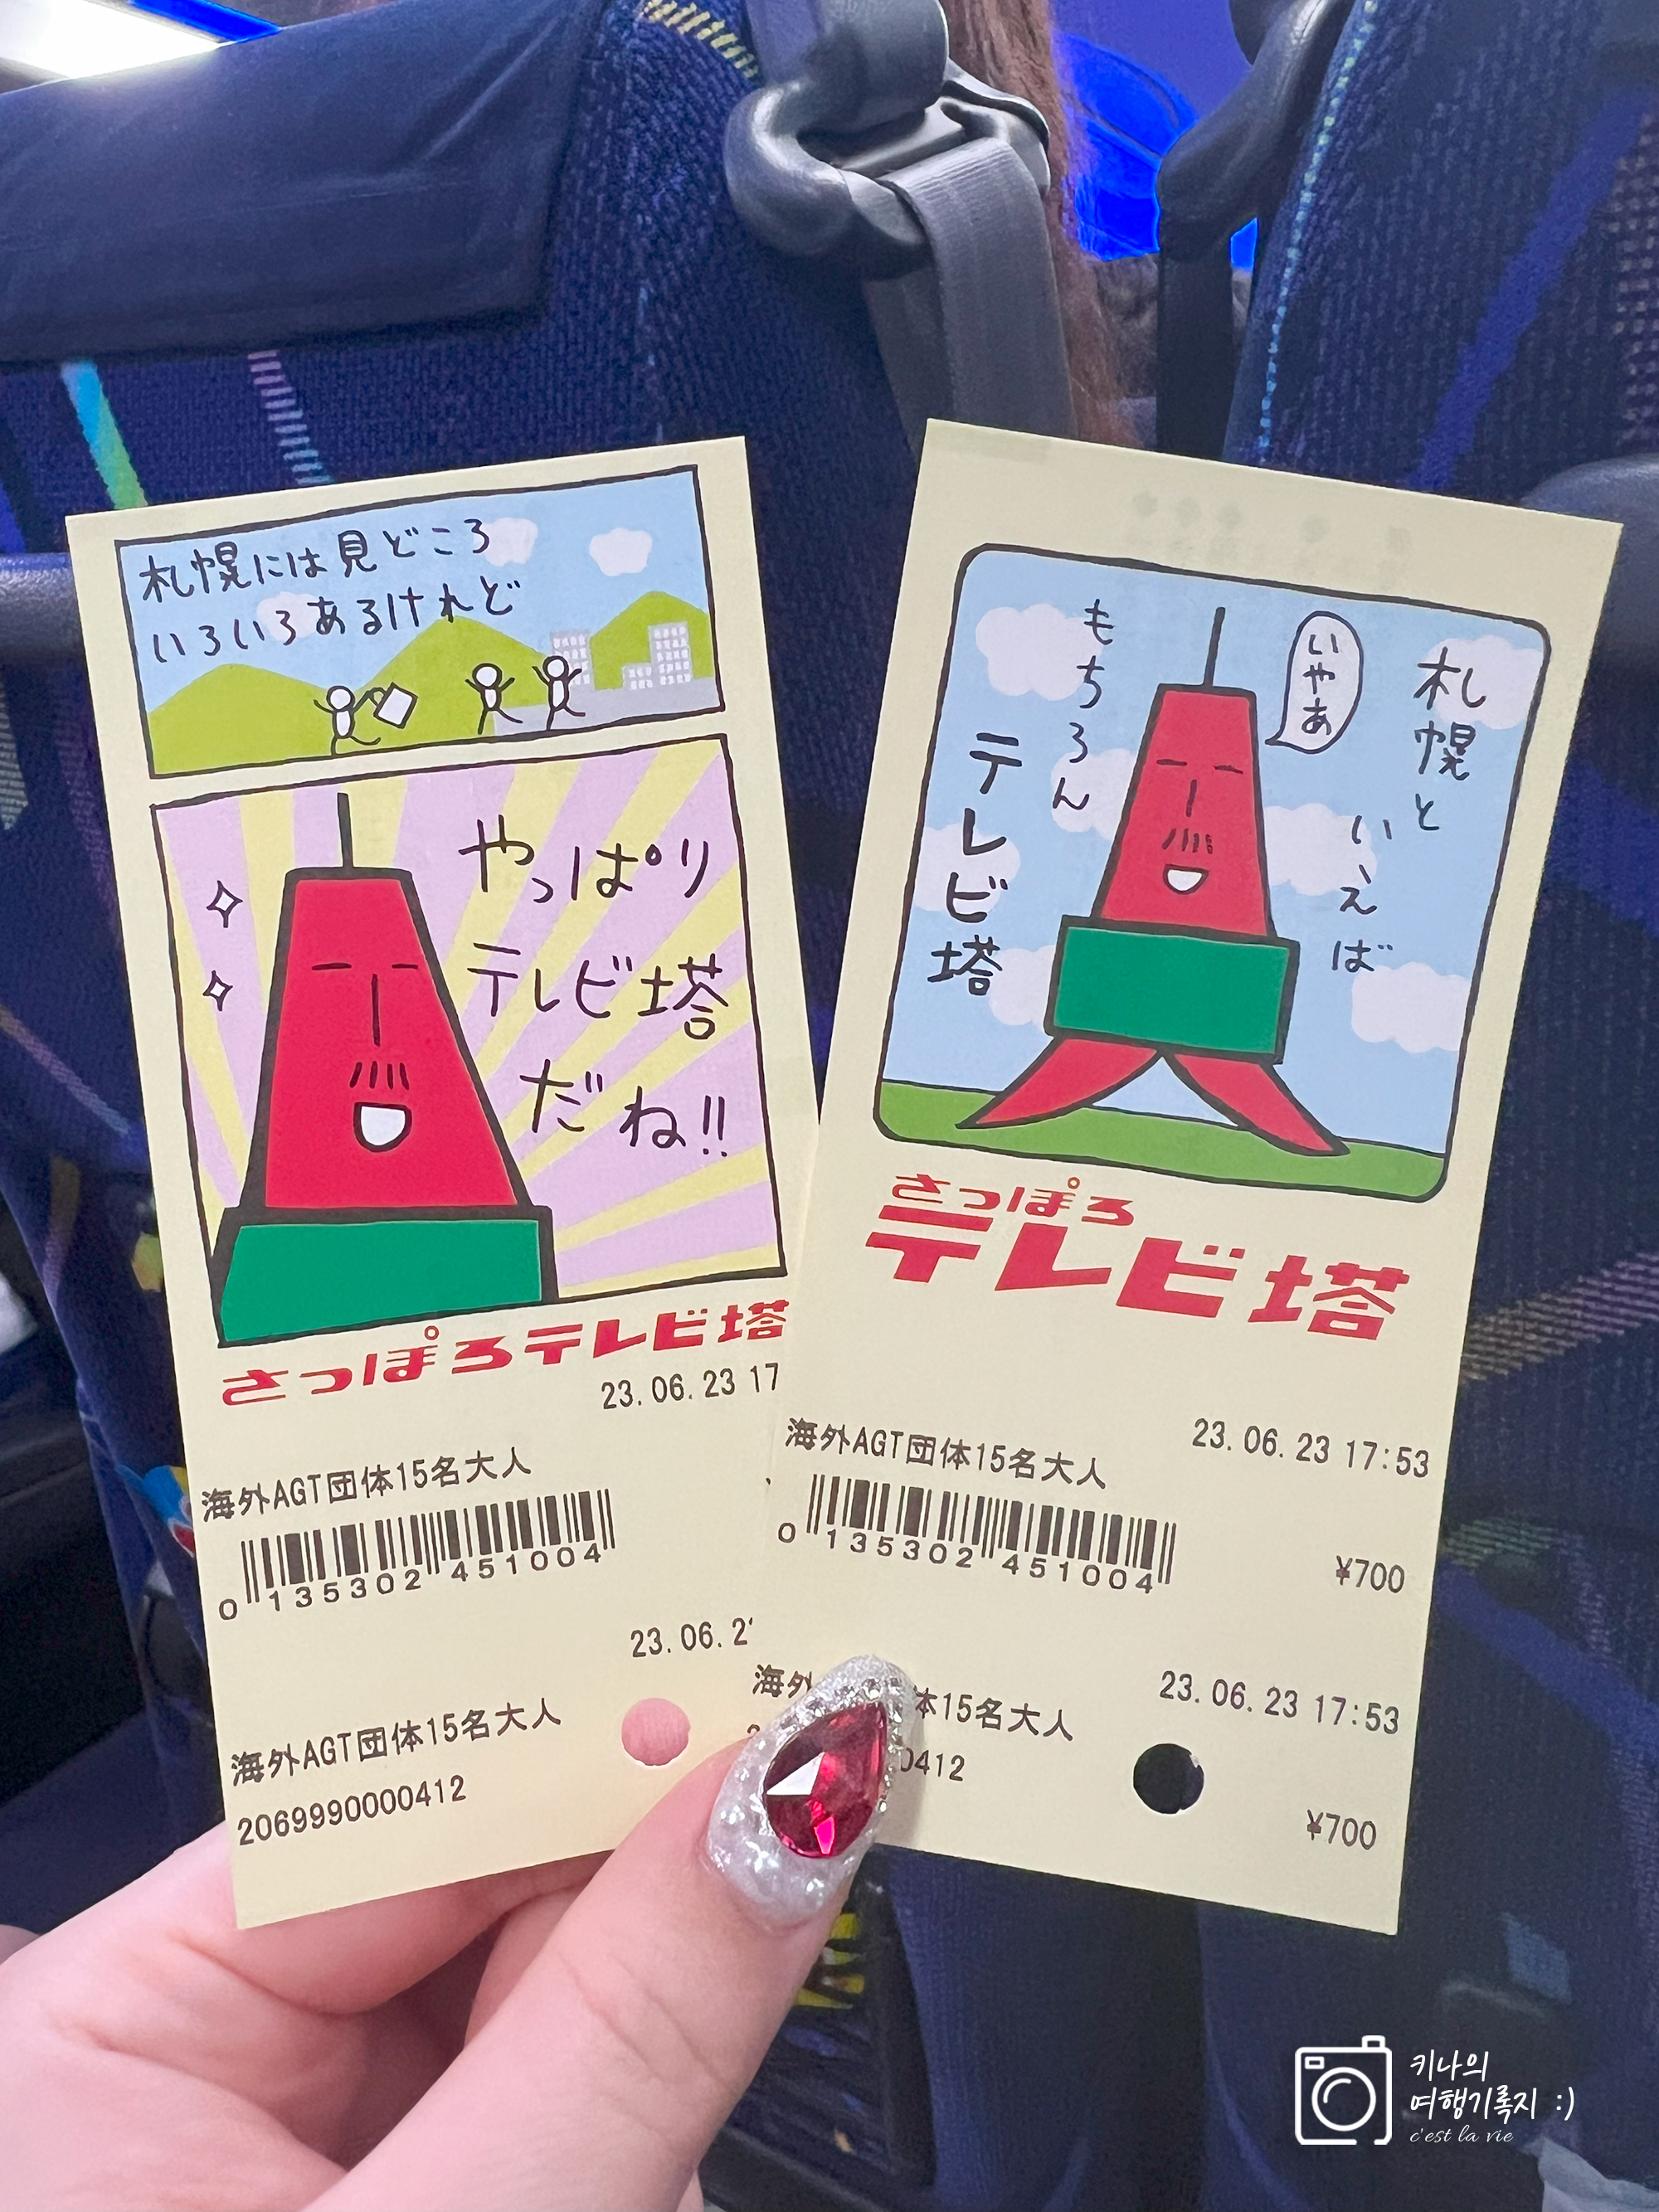 札幌には見どころ
いろいろあるけれど
やっぱり
テレビ塔
だね!!
さっぽろテレビ塔
23.06.23 17
海外AGT団体15名大人
0 135302 451004
23.06.2
海外AGT団体15名大人
2069990000412
札幌と
いえば
いやあ
もちろん
テレビ塔
さっぽろ
テレビ塔
23.06.23 17:53
海外AGT団体15名大人
0 135302 451004
¥700
23.06.23 17:53
海外 体15名大人
0412
¥700
키나의
여행기록지 :)
c'est la vie